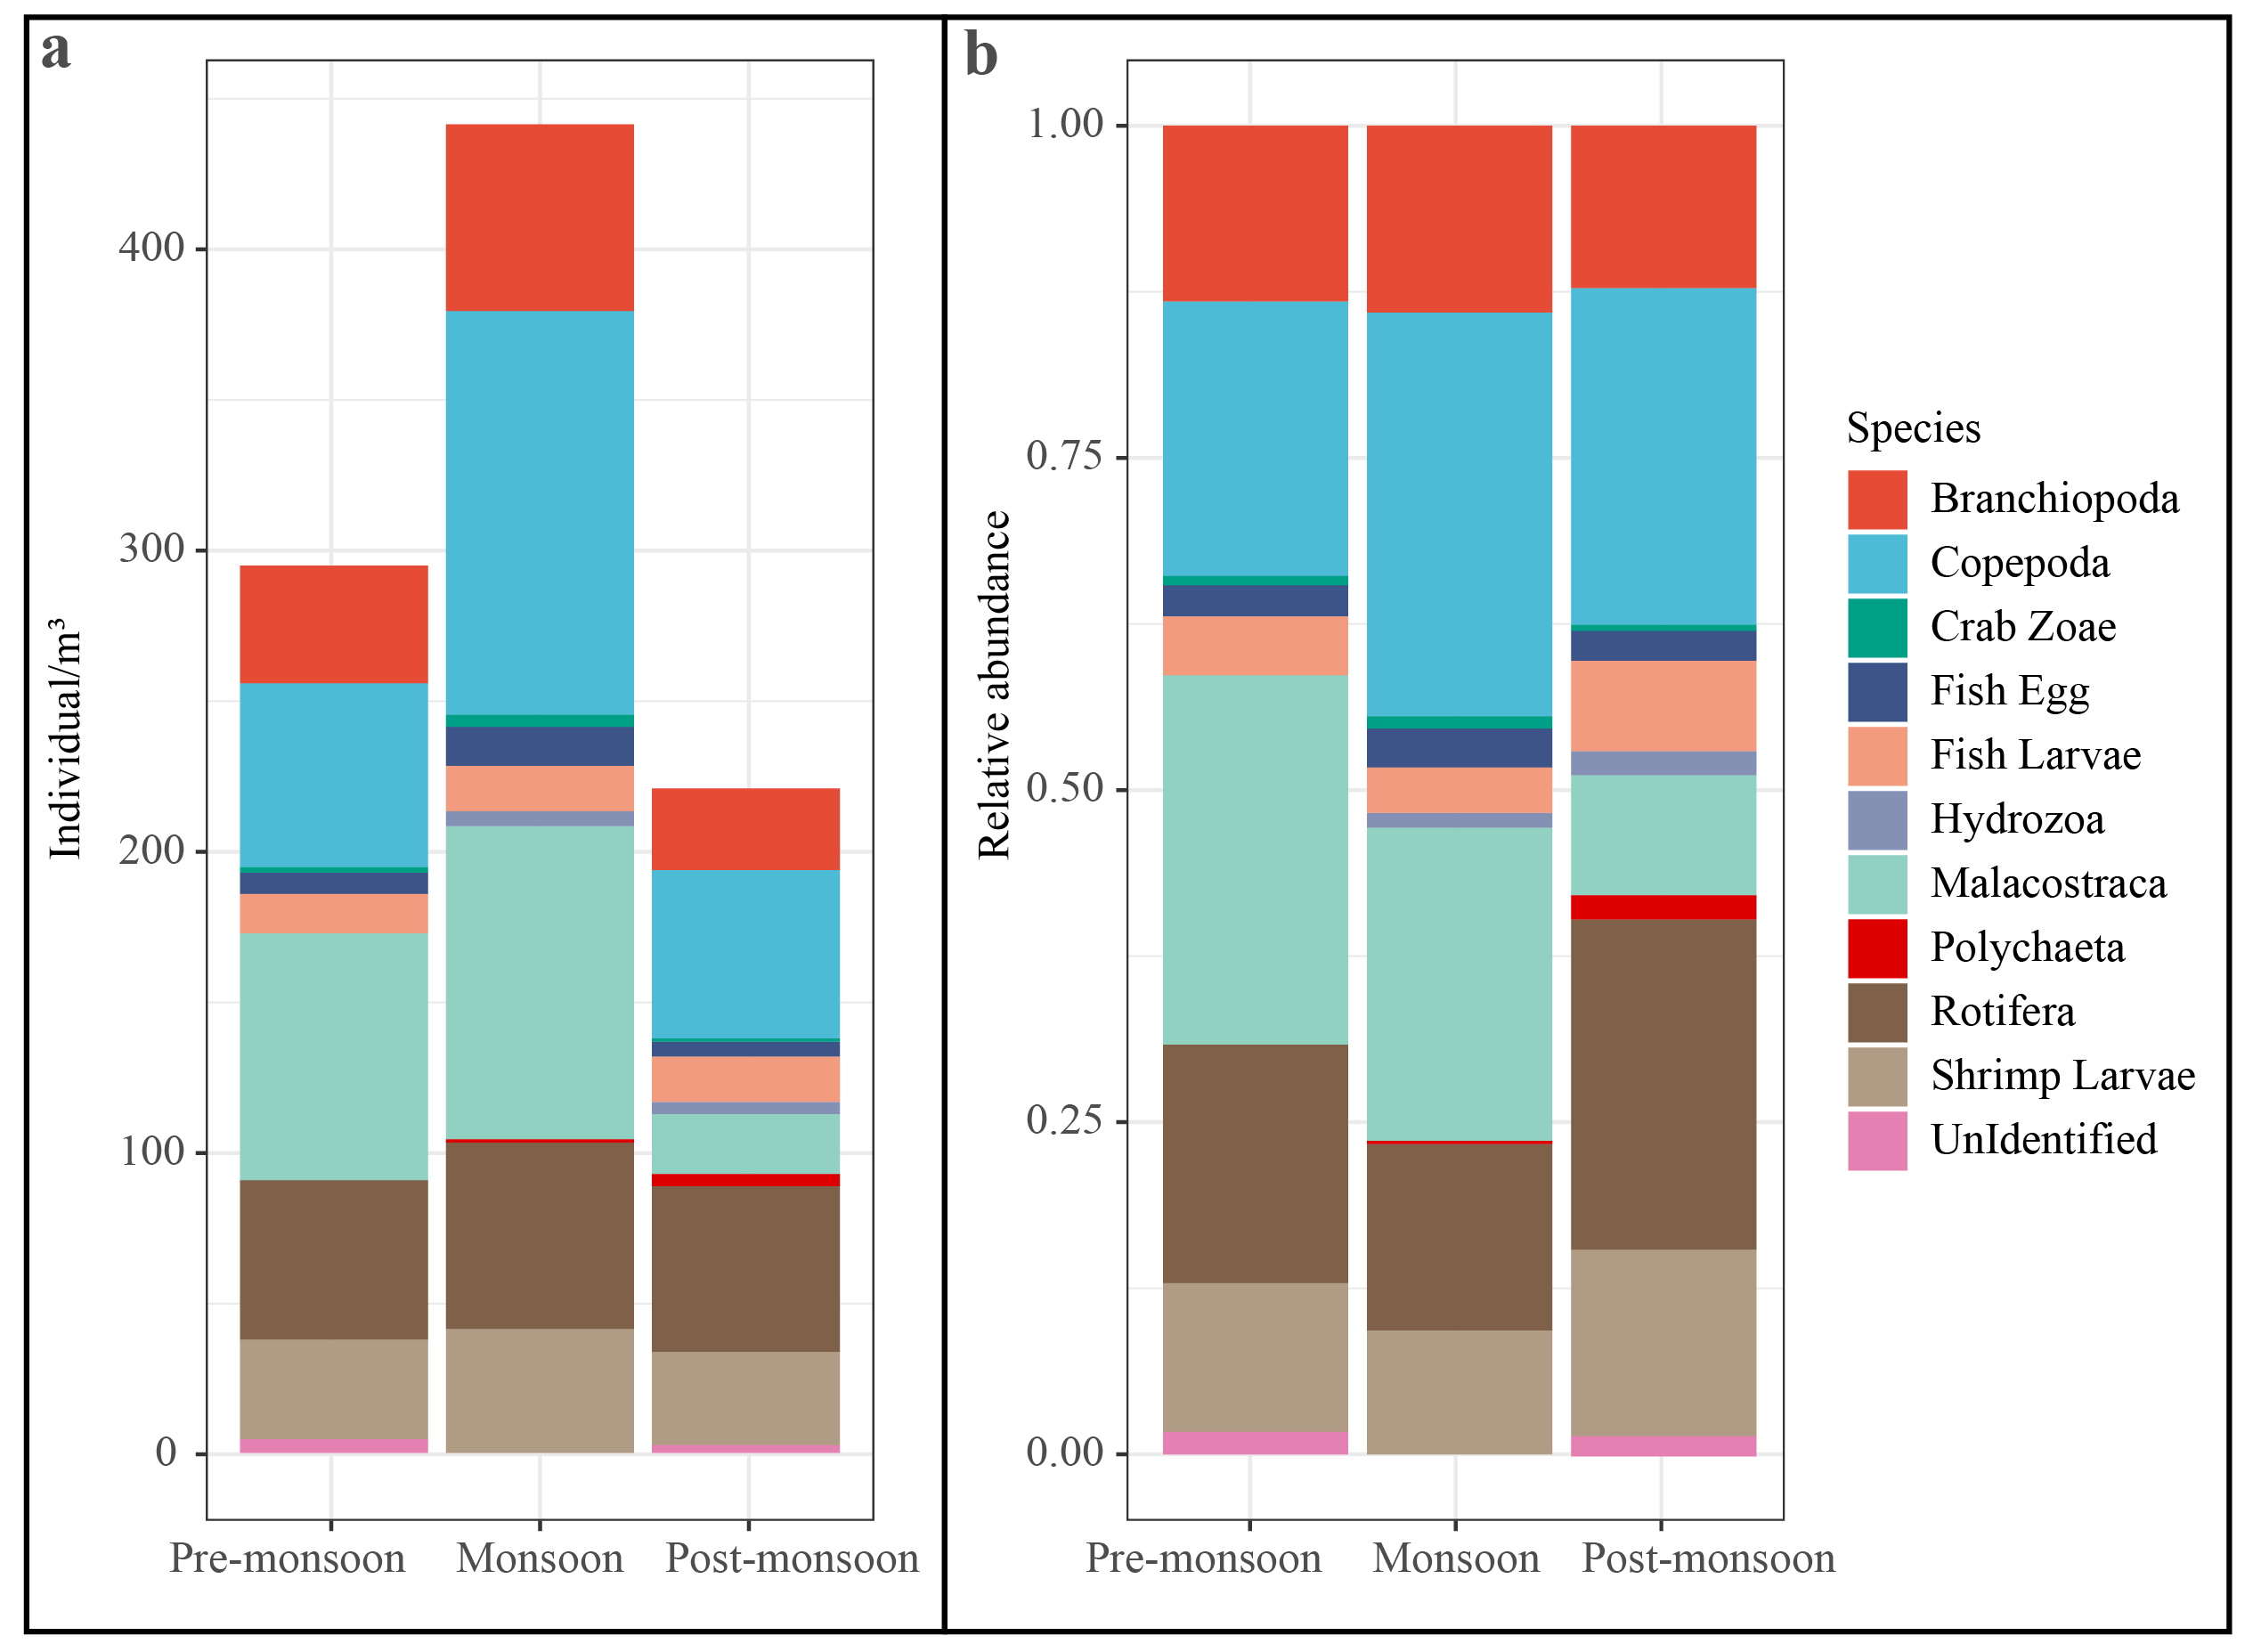 a
400
300
200
100
0
Individual/m³
Pre-monsoon Monsoon Post-monsoon
b
1.00
0.75
0.50
0.25
0.00
Relative abundance
Pre-monsoon Monsoon Post-monsoon
Species
Branchiopoda
Copepoda
Crab Zoae
Fish Egg
Fish Larvae
Hydrozoa
Malacostraca
Polychaeta
Rotifera
Shrimp Larvae
UnIdentified